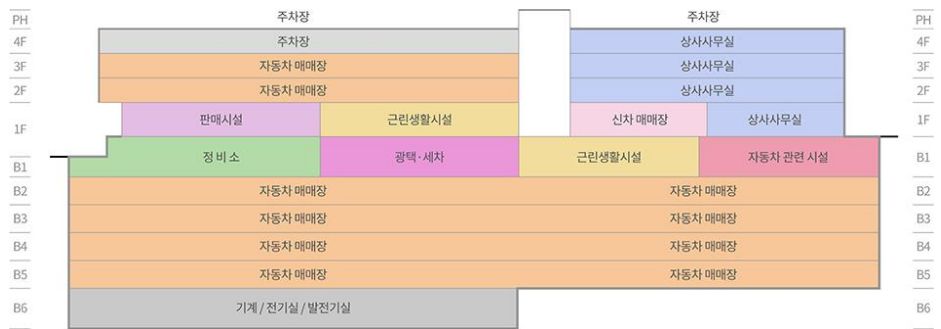 PH 주차장 주차장 PH
4F 주차장 상사사무실 4F
3F 자동차 매매장 상사사무실 3F
2F 자동차 매매장 상사사무실 2F
1F 판매시설 근린생활시설 신차 매매장 상사사무실 1F
B1 정비소 광택·세차 근린생활시설 자동차 관련 시설 B1
B2 자동차 매매장 자동차 매매장 B2
B3 자동차 매매장 자동차 매매장 B3
B4 자동차 매매장 자동차 매매장 B4
B5 자동차 매매장 자동차 매매장 B5
B6 기계 / 전기실 / 발전기실 B6